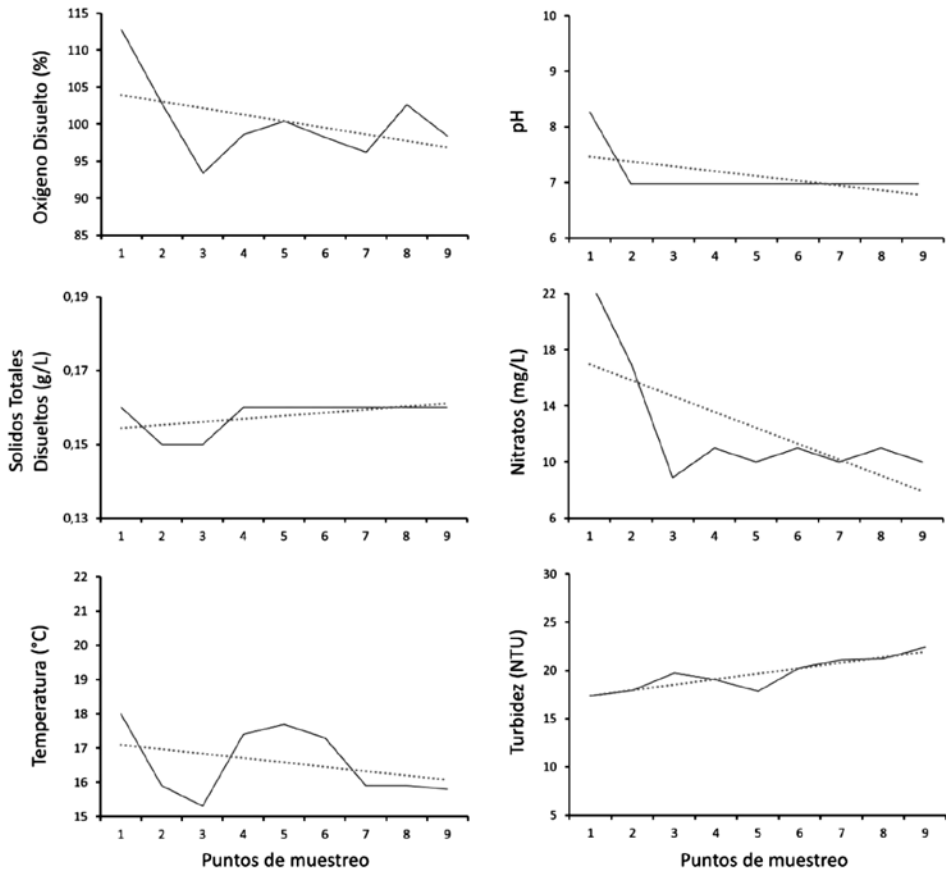 Oxígeno Disuelto (%)
115
110
105
100
95
90
85
1 2 3 4 5 6 7 8 9
pH
10
9
8
7
6
1 2 3 4 5 6 7 8 9
Solidos Totales
Disueltos (g/L)
0,19
0,17
0,15
0,13
1 2 3 4 5 6 7 8 9
Nitratos (mg/L)
22
18
14
10
6
1 2 3 4 5 6 7 8 9
Temperatura (°C)
22
21
20
19
18
17
16
15
1 2 3 4 5 6 7 8 9
Puntos de muestreo
Turbidez (NTU)
30
25
20
15
10
5
1 2 3 4 5 6 7 8 9
Puntos de muestreo